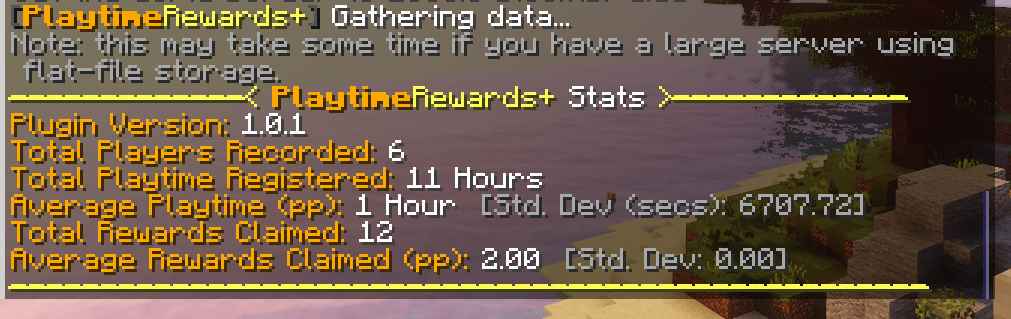 [PlaytimeRewards+] Gathering data...
Note: this may take some time if you have a large server using
flat-file storage.
< PlaytimeRewards+ Stats >
Plugin Version: 1.0.1
Total Players Recorded: 6
Total Playtime Registered: 11 Hours
Average Playtime (pp): 1 Hour [Std. Dev (secs): 6707.72]
Total Rewards Claimed: 12
Average Rewards Claimed (pp): 2.00 [Std. Dev: 0.00]